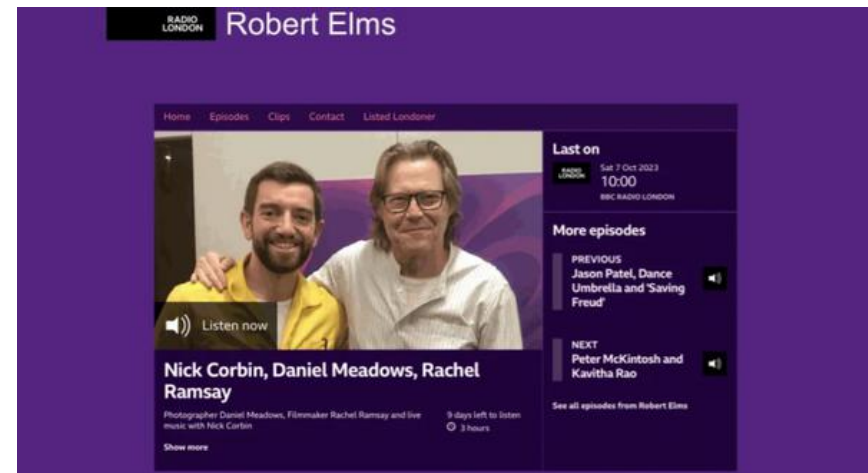 RADIO
LONDON
Robert Elms
Home Episodes Clips Contact Listed Londoner
Listen now
Nick Corbin, Daniel Meadows, Rachel
Ramsay
Photographer Daniel Meadows, Filmmaker Rachel Ramsay and live
music with Nick Corbin
9 days left to listen
3 hours
Show more
Last on
RADIO
LONDON
Sat 7 Oct 2023
10:00
BBC RADIO LONDON
More episodes
PREVIOUS
Jason Patel, Dance
Umbrella and 'Saving
Freud'
NEXT
Peter McKintosh and
Kavitha Rao
See all episodes from Robert Elms